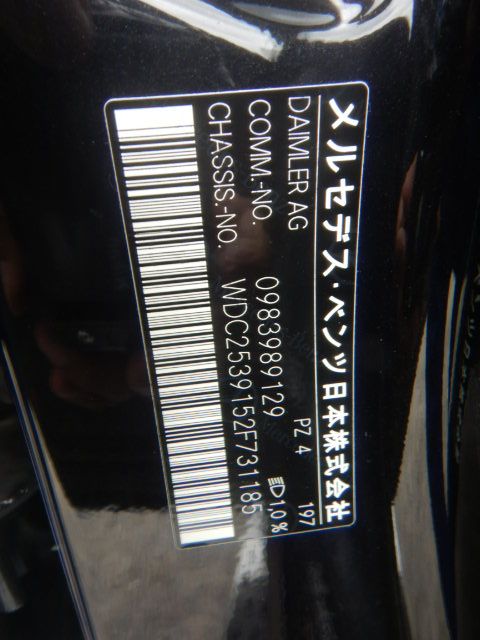 メルセデス・ベンツ日本株式会社
DAIMLER AG PZ 4 197
COMM.-NO. 0983989129 1.0%
CHASSIS.-NO. WDC2539152F731185